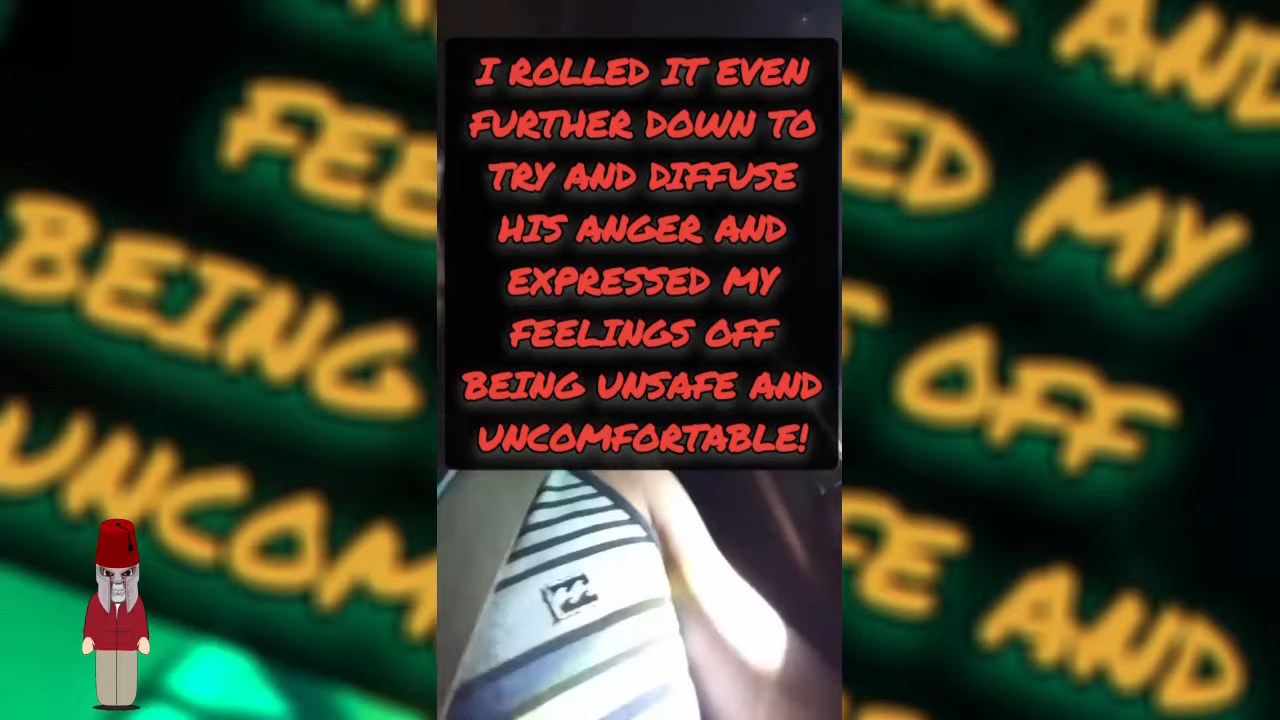 I ROLLED IT EVEN
FURTHER DOWN TO
TRY AND DIFFUSE
HIS ANGER AND
EXPRESSED MY
FEELINGS OFF
BEING UNSAFE AND
UNCOMFORTABLE!